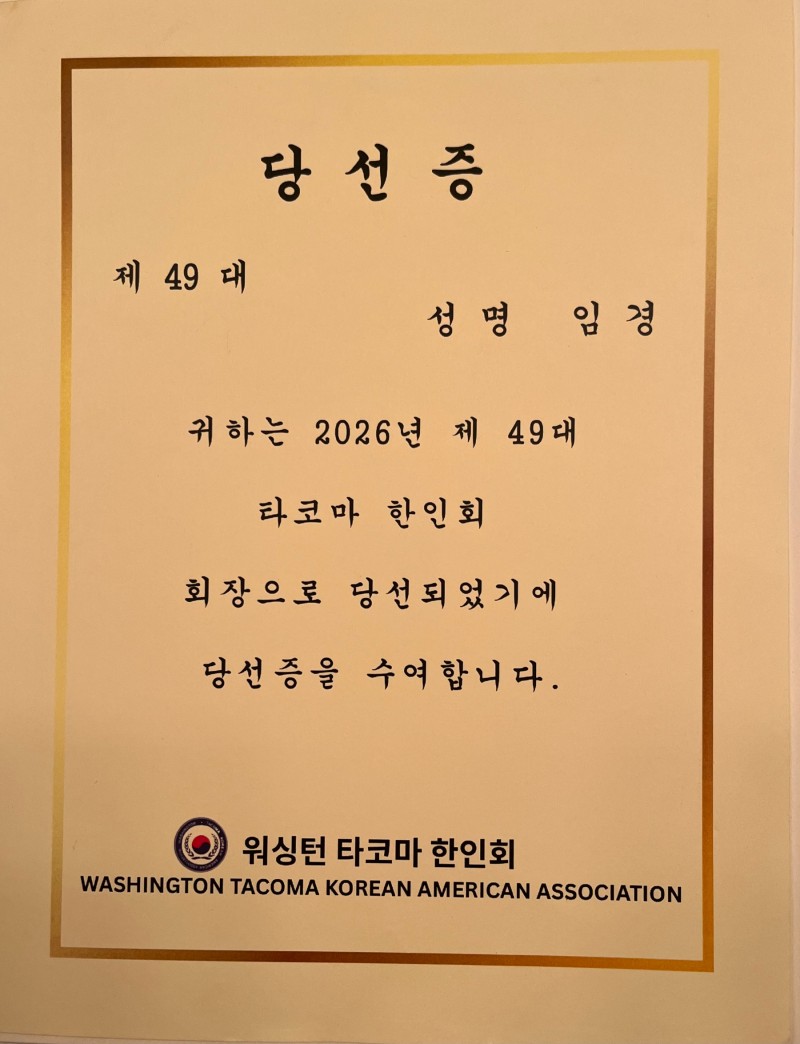 당 선 증
제 49 대
성 명 임 경
귀하는 2026년 제 49대
타코마 한인회
회장으로 당선되었기에
당선증을 수여합니다.
워싱턴 타코마 한인회
WASHINGTON TACOMA KOREAN AMERICAN ASSOCIATION